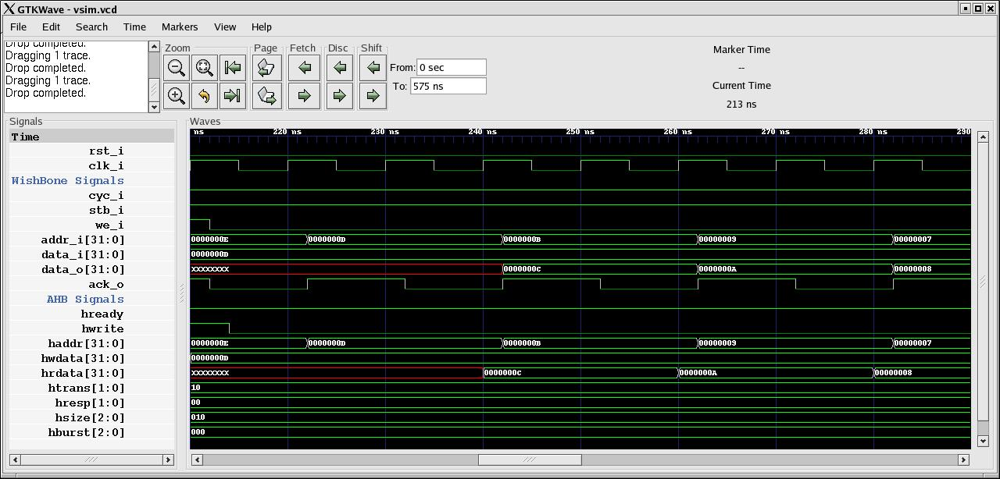 GTKWave - vsim.vcd
File Edit Search Time Markers View Help
Drop completed.
Dragging 1 trace.
Drop completed.
Dragging 1 trace.
Drop completed.
Zoom Page Fetch Disc Shift
From: 0 sec
To: 575 ns
Marker Time
--
Current Time
213 ns
Signals Waves
Time ns 220 ns 230 ns 240 ns 250 ns 260 ns 270 ns 280 ns 290
rst_i
clk_i
WishBone Signals
cyc_i
stb_i
we_i
addr_i[31:0] 0000000E 0000000D 0000000B 00000009 00000007
data_i[31:0] 0000000D
data_o[31:0] XXXXXXXX 0000000C 0000000A 00000008
ack_o
AHB Signals
hready
hwrite
haddr[31:0] 0000000E 0000000D 0000000B 00000009 00000007
hwdata[31:0] 0000000D
hrdata[31:0] XXXXXXXX 0000000C 0000000A 00000008
htrans[1:0] 10
hresp[1:0] 00
hsize[2:0] 010
hburst[2:0] 000